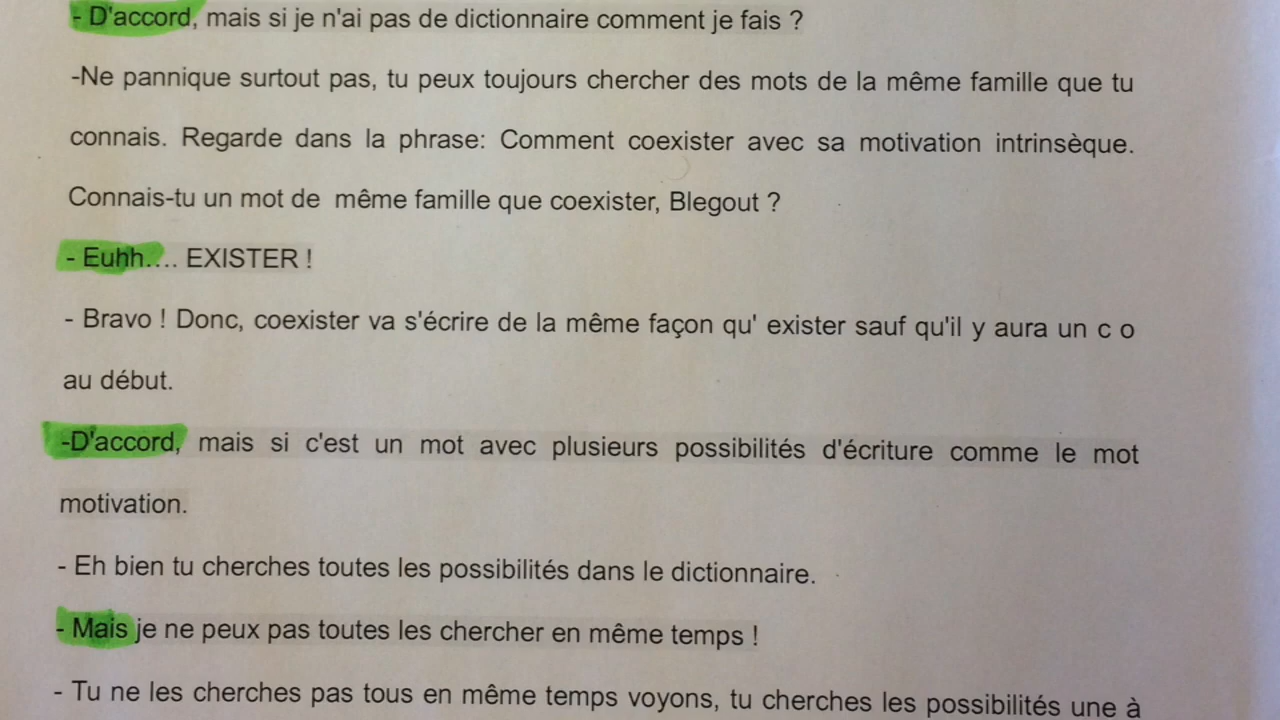 - D'accord, mais si je n'ai pas de dictionnaire comment je fais ?
-Ne pannique surtout pas, tu peux toujours chercher des mots de la même famille que tu
connais. Regarde dans la phrase: Comment coexister avec sa motivation intrinsèque.
Connais-tu un mot de même famille que coexister, Blegout ?
- Euhh.... EXISTER !
- Bravo ! Donc, coexister va s'écrire de la même façon qu' exister sauf qu'il y aura un c o
au début.
-D'accord, mais si c'est un mot avec plusieurs possibilités d'écriture comme le mot
motivation.
- Eh bien tu cherches toutes les possibilités dans le dictionnaire.
- Mais je ne peux pas toutes les chercher en même temps !
- Tu ne les cherches pas tous en même temps voyons, tu cherches les possibilités une à